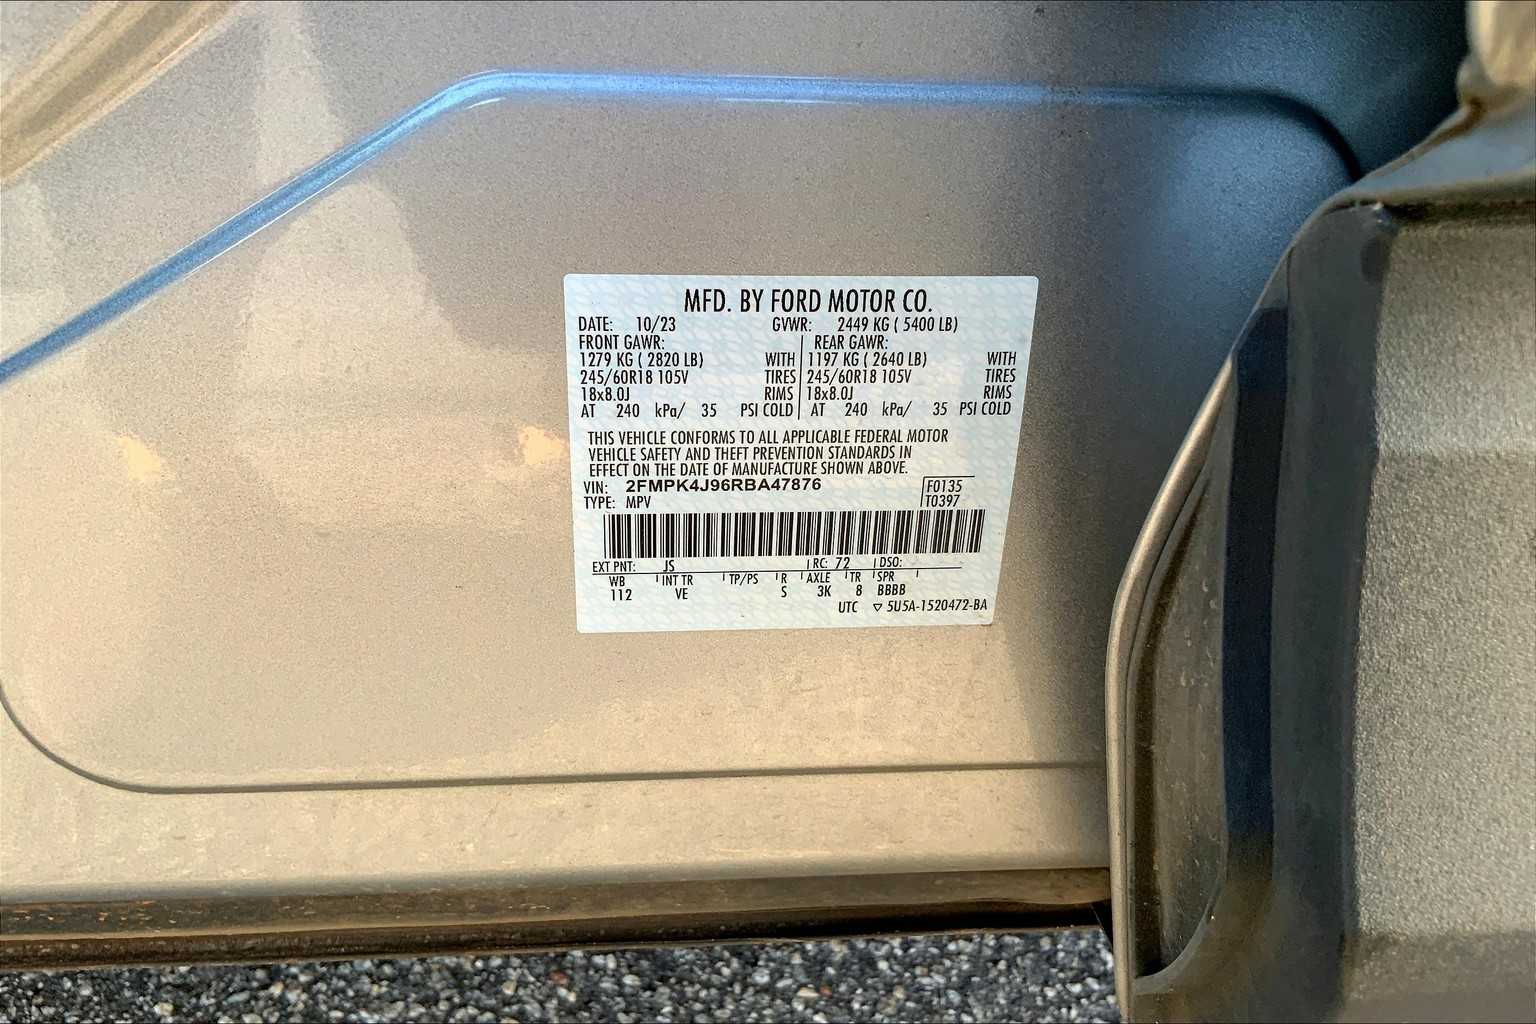 MFD. BY FORD MOTOR CO.
DATE: 10/23 GVWR: 2449 KG ( 5400 LB)
FRONT GAWR: REAR GAWR:
1279 KG ( 2820 LB) WITH 1197 KG ( 2640 LB) WITH
245/60R18 105V TIRES 245/60R18 105V TIRES
18x8.0J RIMS 18x8.0J RIMS
AT 240 kPa/ 35 PSI COLD AT 240 kPa/ 35 PSI COLD
THIS VEHICLE CONFORMS TO ALL APPLICABLE FEDERAL MOTOR
VEHICLE SAFETY AND THEFT PREVENTION STANDARDS IN
EFFECT ON THE DATE OF MANUFACTURE SHOWN ABOVE.
VIN: 2FMPK4J96RBA47876 F0135
TYPE: MPV T0397
EXT PNT: JS RC: 72 DSO:
WB INT TR TP/PS R AXLE TR SPR
112 VE S 3K 8 BBBB
UTC ▽ 5U5A-1520472-BA